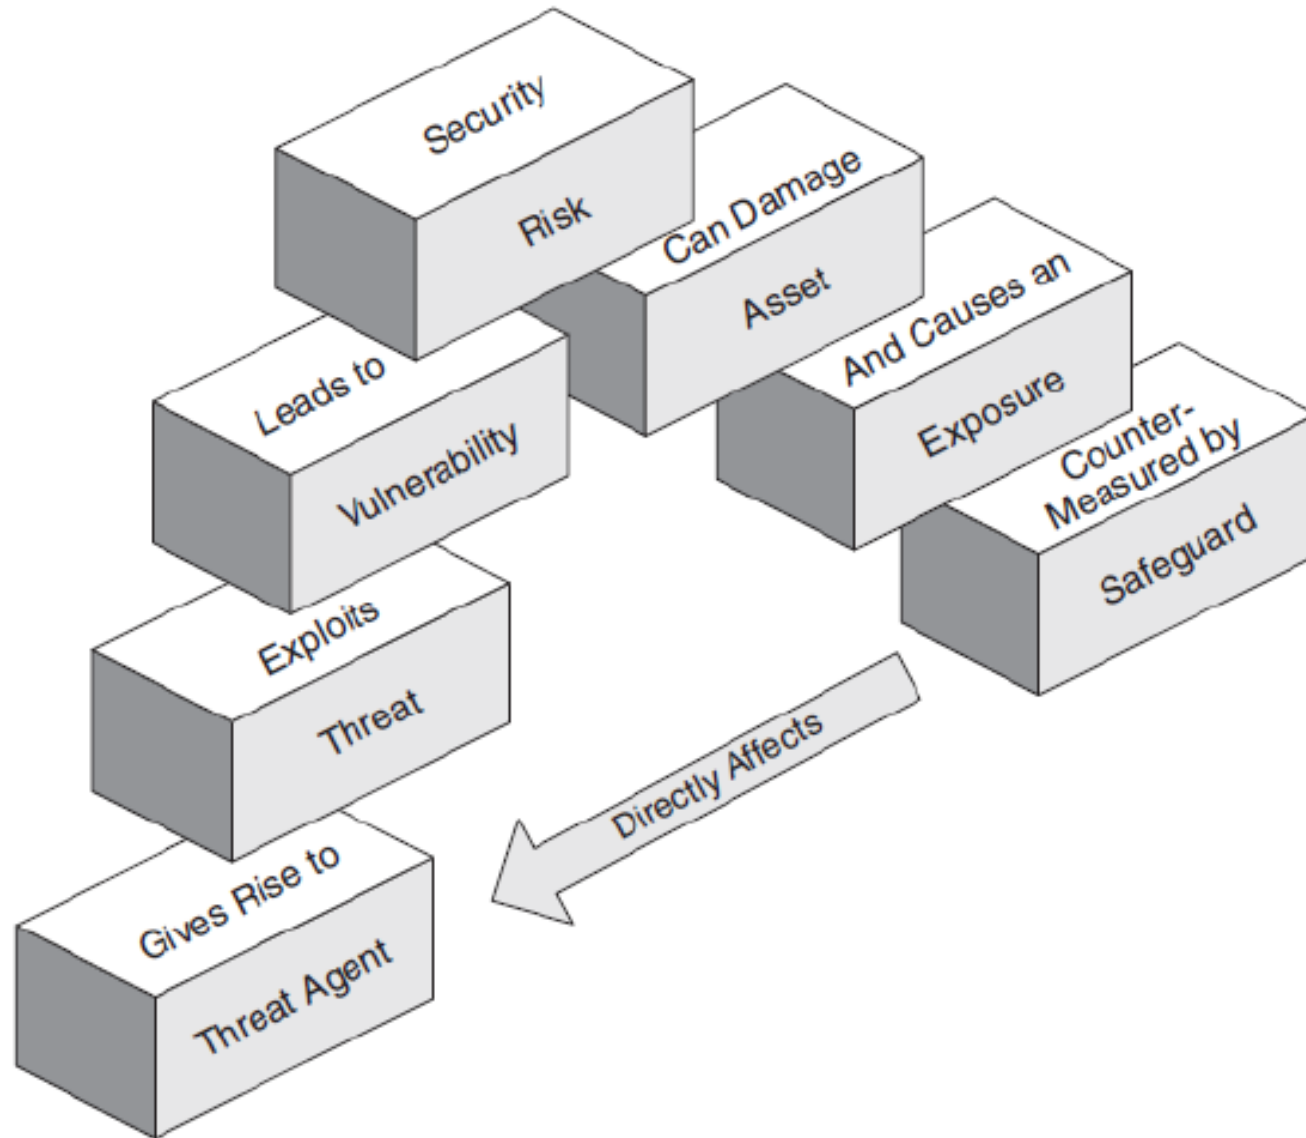 Security
Risk
Can Damage
Asset
And Causes an
Exposure
Counter-
Measured by
Safeguard
Leads to
Vulnerability
Exploits
Threat
Gives Rise to
Threat Agent
Directly Affects